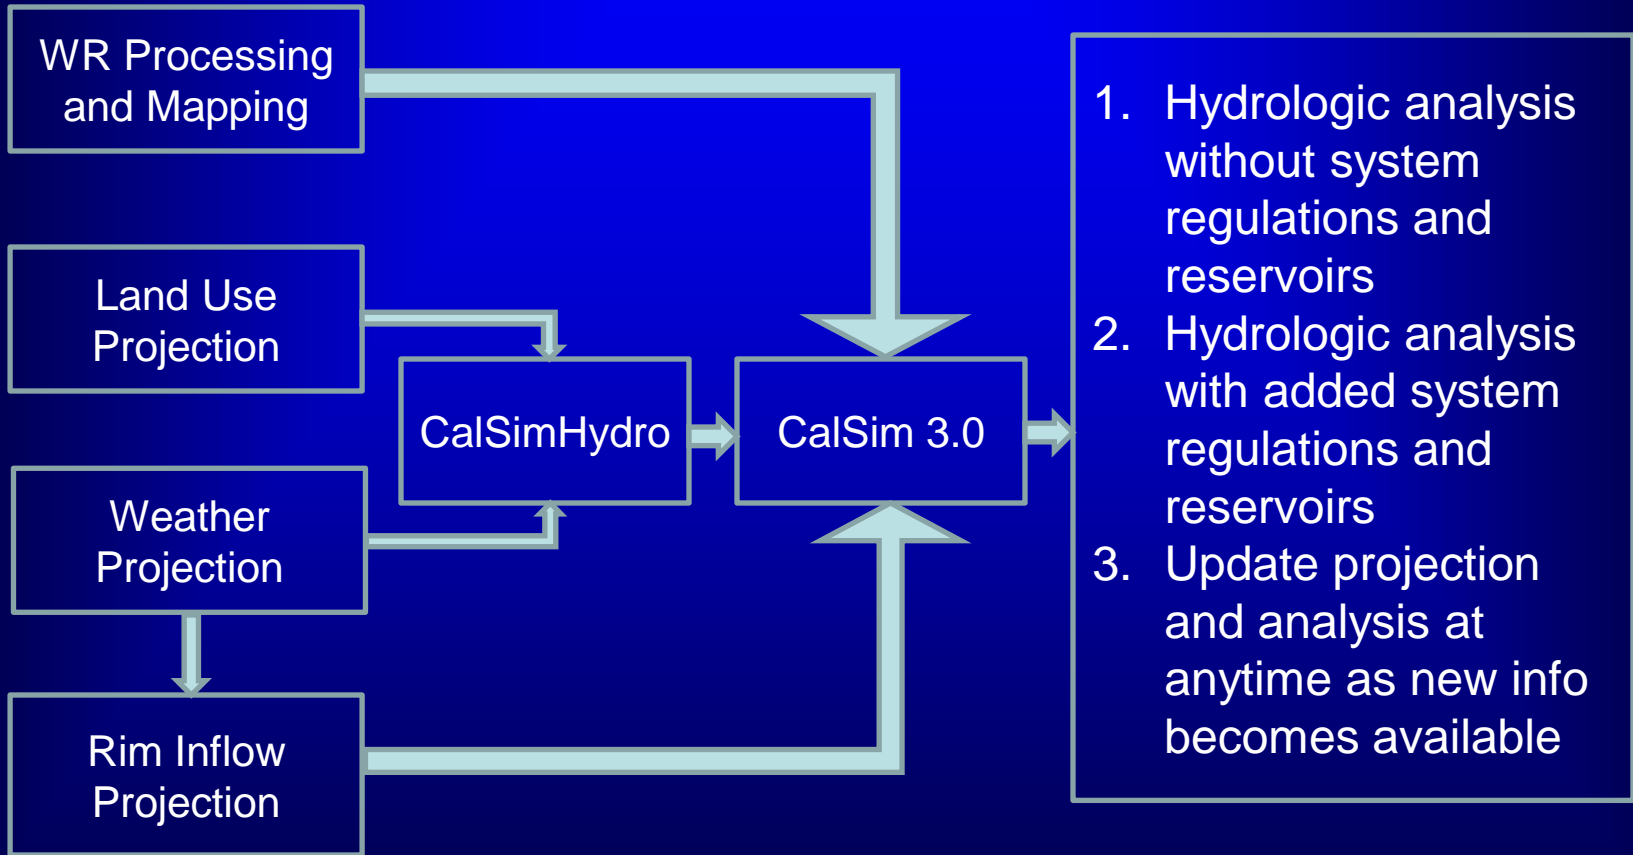 WR Processing
and Mapping
Land Use
Projection
Weather
Projection
Rim Inflow
Projection
CalSimHydro
CalSim 3.0
1. Hydrologic analysis
without system
regulations and
reservoirs
2. Hydrologic analysis
with added system
regulations and
reservoirs
3. Update projection
and analysis at
anytime as new info
becomes available